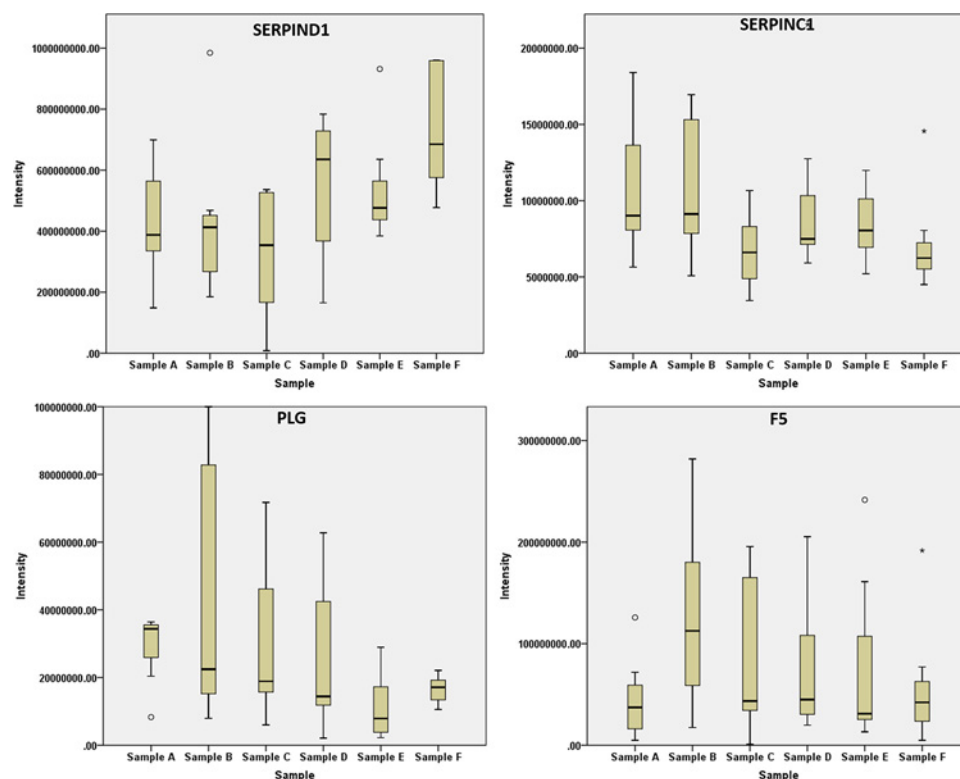 SERPIND1
1000000000.00
800000000.00
600000000.00
400000000.00
200000000.00
.00
Intensity
Sample A Sample B Sample C Sample D Sample E Sample F
Sample
SERPINC1
20000000.00
15000000.00
10000000.00
5000000.00
.00
Intensity
Sample A Sample B Sample C Sample D Sample E Sample F
Sample
PLG
100000000.00
80000000.00
60000000.00
40000000.00
20000000.00
.00
Intensity
Sample A Sample B Sample C Sample D Sample E Sample F
Sample
F5
300000000.00
200000000.00
100000000.00
.00
Intensity
Sample A Sample B Sample C Sample D Sample E Sample F
Sample